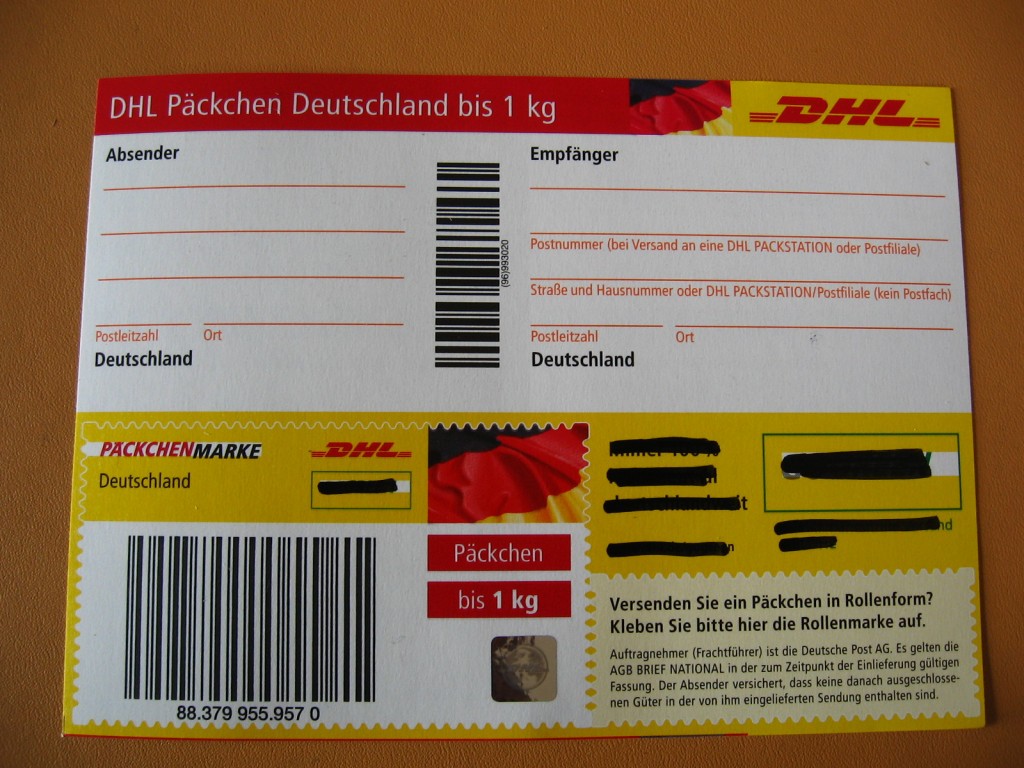 DHL Päckchen Deutschland bis 1 kg
DHL
Absender
Postleitzahl Ort
Deutschland
(96)993020
Empfänger
Postnummer (bei Versand an eine DHL PACKSTATION oder Postfiliale)
Straße und Hausnummer oder DHL PACKSTATION/Postfiliale (kein Postfach)
Postleitzahl Ort
Deutschland
PÄCKCHENMARKE
DHL
Deutschland
Päckchen
bis 1 kg
88.379 955.957 0
Versenden Sie ein Päckchen in Rollenform?
Kleben Sie bitte hier die Rollenmarke auf.
Auftragnehmer (Frachtführer) ist die Deutsche Post AG. Es gelten die
AGB BRIEF NATIONAL in der zum Zeitpunkt der Einlieferung gültigen
Fassung. Der Absender versichert, dass keine danach ausgeschlosse-
nen Güter in der von ihm eingelieferten Sendung enthalten sind.